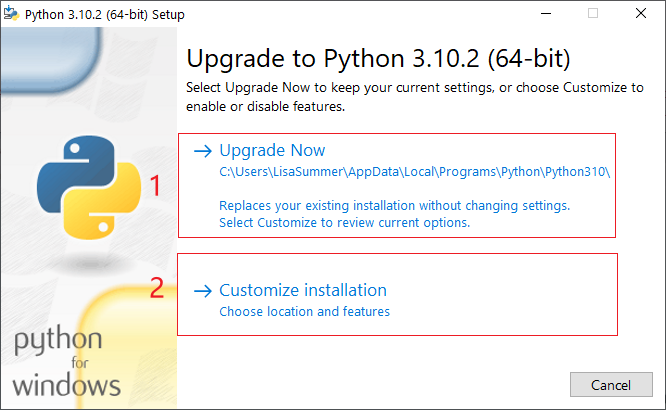 Python 3.10.2 (64-bit) Setup
Upgrade to Python 3.10.2 (64-bit)
Select Upgrade Now to keep your current settings, or choose Customize to
enable or disable features.
1
Upgrade Now
C:\Users\LisaSummer\AppData\Local\Programs\Python\Python310\
Replaces your existing installation without changing settings.
Select Customize to review current options.
2
Customize installation
Choose location and features
python
for
windows
Cancel